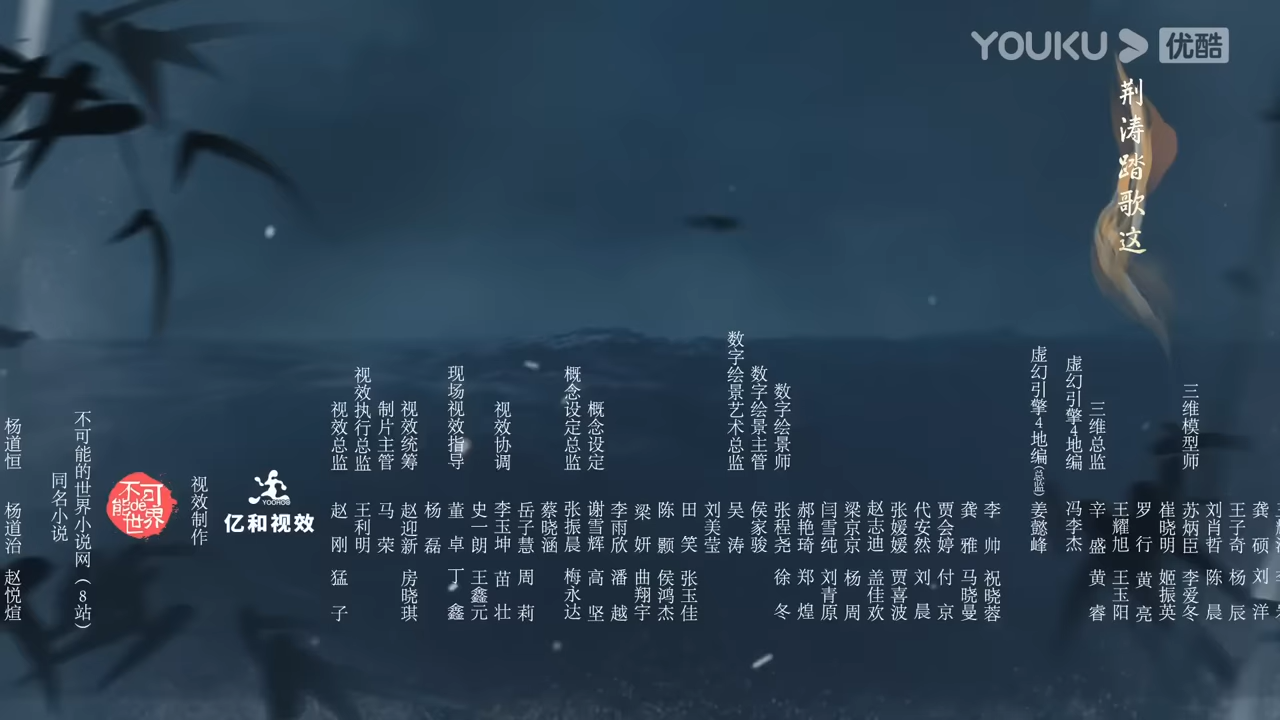 YOUKU 优酷
荆涛踏歌这
杨道恒 杨道治 赵悦煊
同名小说
不可能的世界小说网（8站）
不可能de世界
视效制作
YOOHOO
亿和视效
视效总监 赵刚 猛子
视效执行总监 王利明
制片主管 马荣
视效统筹 赵迎新 房晓琪
杨磊
现场视效指导 董卓 丁鑫
史一朗 王鑫元
视效协调 李玉坤 苗壮
岳子慧 周莉
蔡晓涵
概念设定总监 张振晨 梅永达
概念设定 谢雪辉 高坚
李雨欣 潘越
梁妍 曲翔宇
陈颢 侯鸿杰
田笑 张玉佳
刘美莹
数字绘景艺术总监 吴涛
数字绘景主管 侯家骏
数字绘景师 张程尧 徐冬
郝艳琦 郑煌
闫雪纯 刘青原
梁京京 杨周
赵志迪 盖佳欢
张媛媛 贾喜波
代安然 刘晨
贾会婷 付京
龚雅 马晓曼
李帅 祝晓蓉
虚幻引擎4地编（总监） 姜懿峰
虚幻引擎4地编 冯李杰
三维总监 辛盛 黄睿
王耀旭 王玉阳
罗罗 黄亮
崔晓明 姬振英
三维模型师 苏炳臣 李爱冬
刘肖哲 陈晨
王子奇 杨辰
龚硕 刘洋